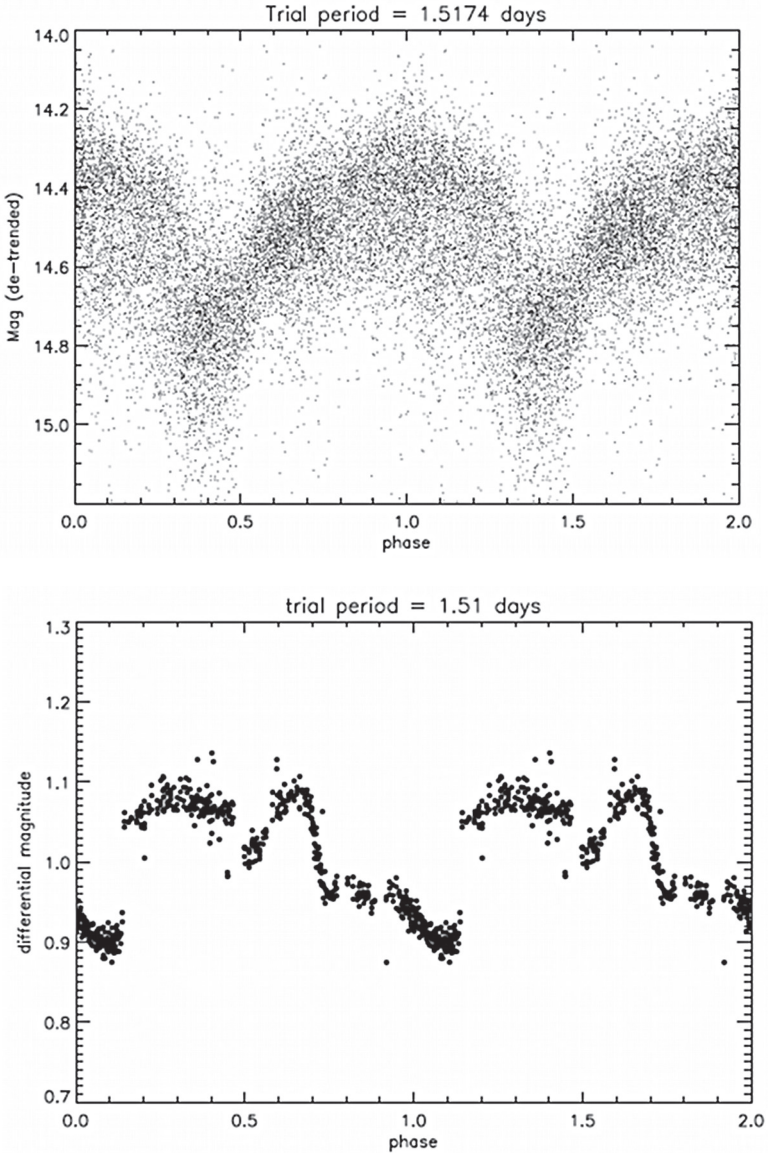 Trial period = 1.5174 days
14.0
14.2
14.4
14.6
14.8
15.0
Mag (de-trended)
0.0 0.5 1.0 1.5 2.0
phase
trial period = 1.51 days
1.3
1.2
1.1
1.0
0.9
0.8
0.7
differential magnitude
0.0 0.5 1.0 1.5 2.0
phase